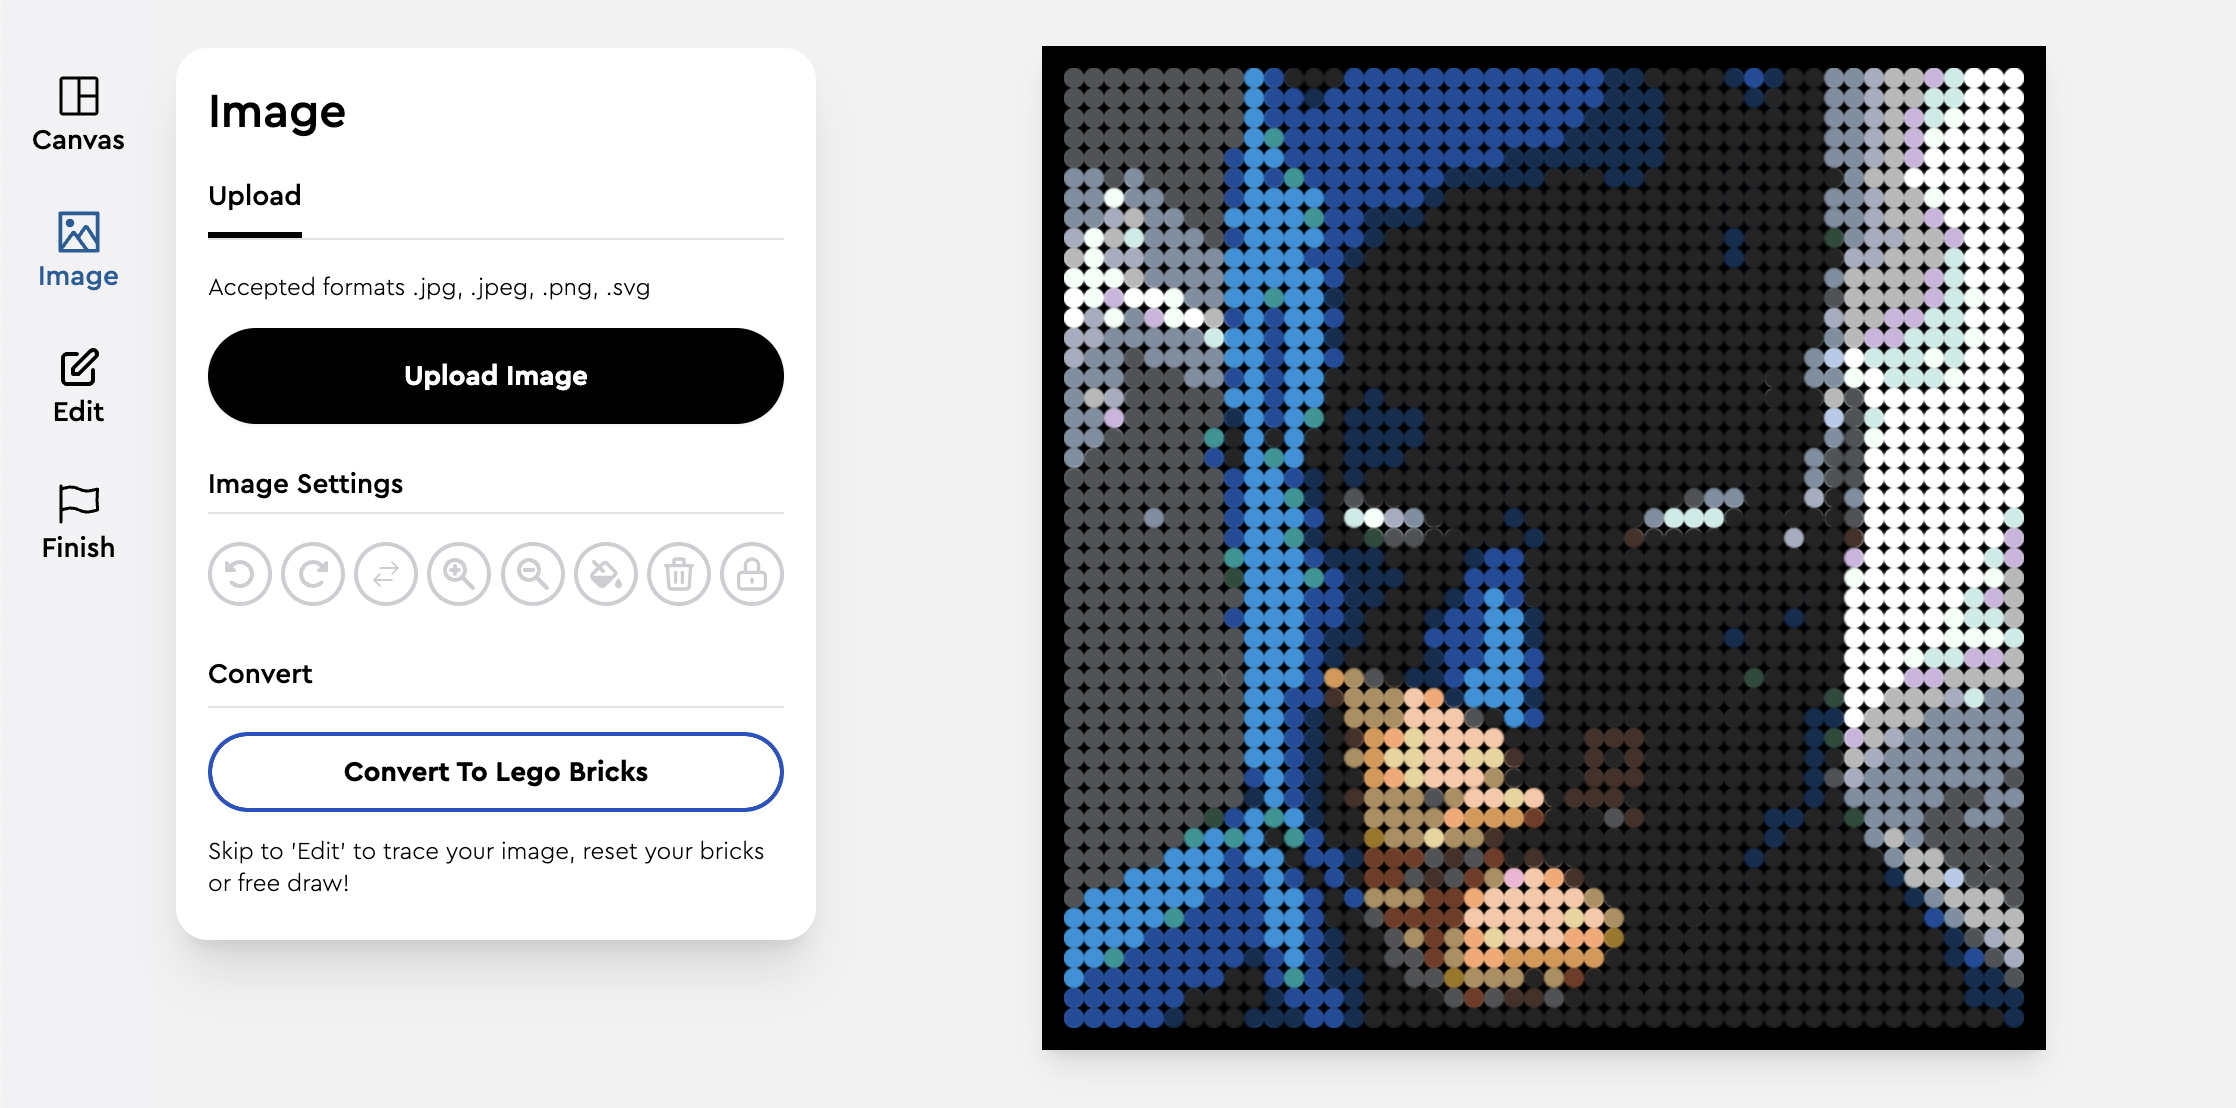 Canvas
Image
Edit
Finish
Image
Upload
Accepted formats .jpg, .jpeg, .png, .svg
Upload Image
Image Settings
Convert
Convert To Lego Bricks
Skip to 'Edit' to trace your image, reset your bricks
or free draw!